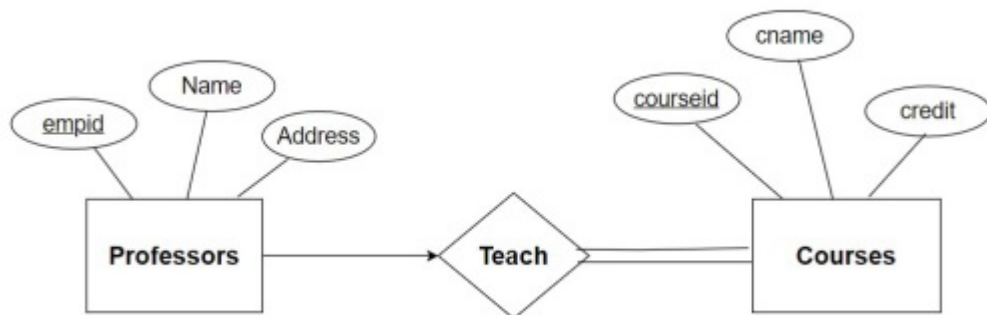 cname
Name
courseid
empid
credit
Address
Professors
Teach
Courses